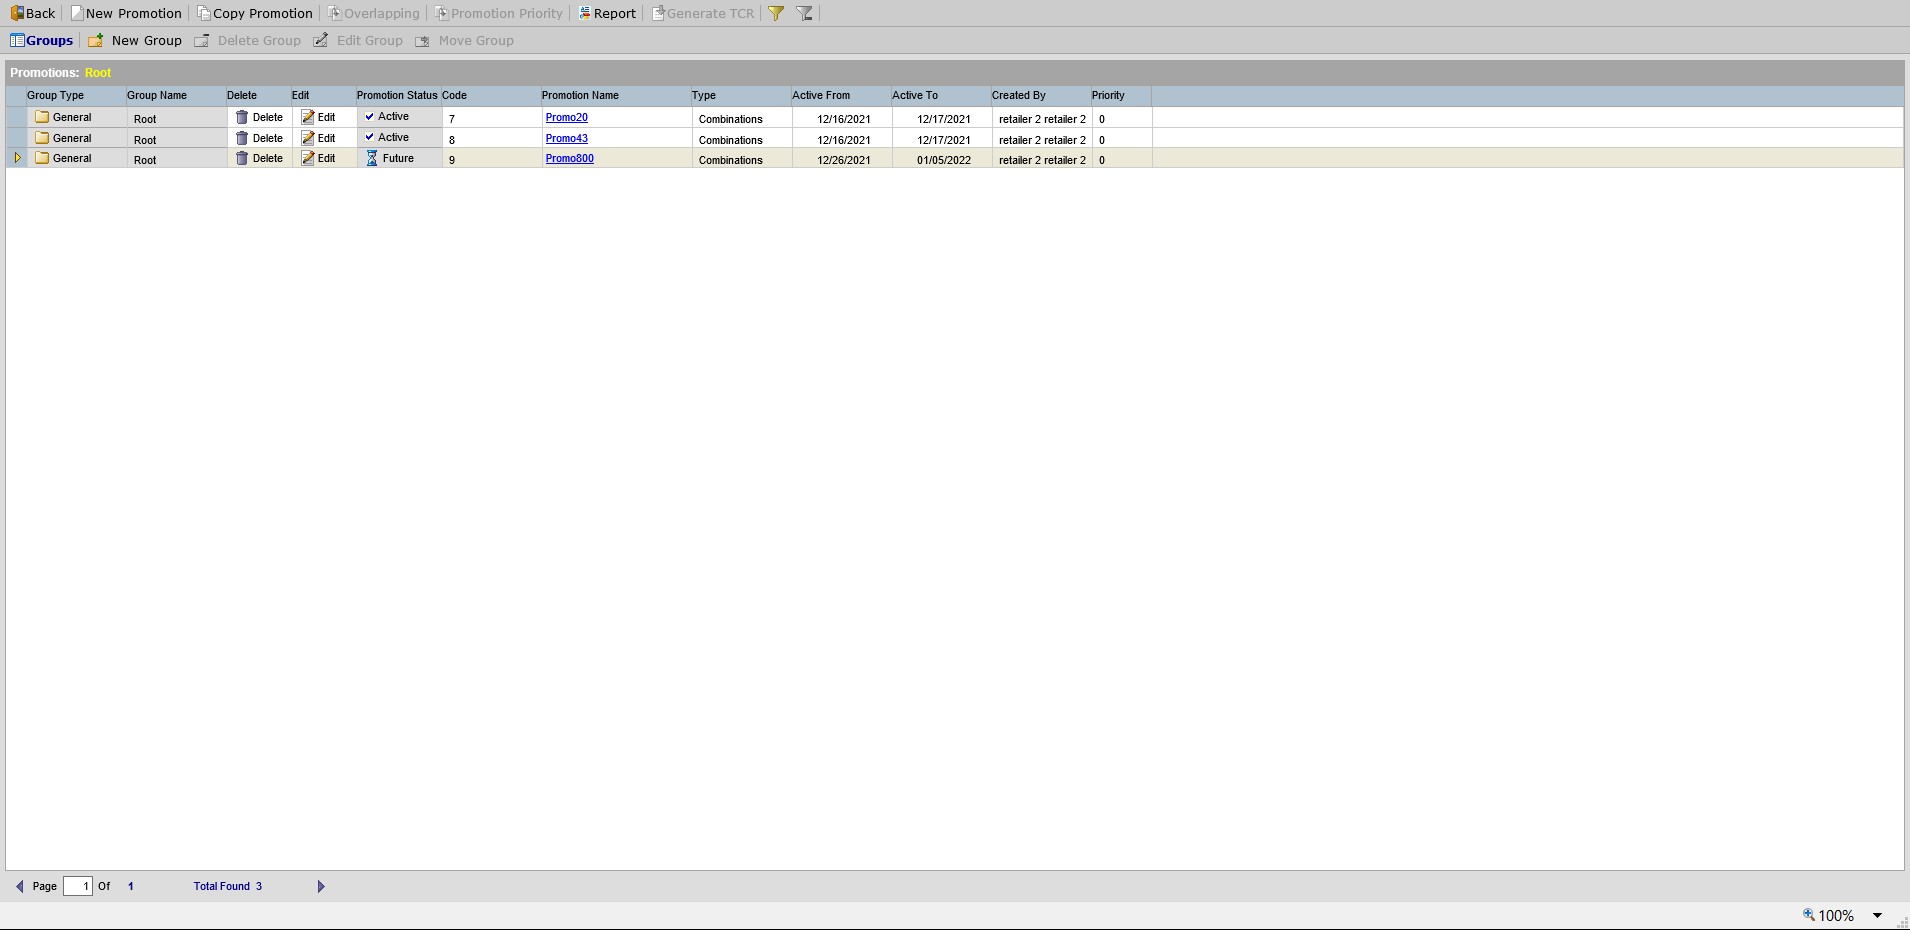 Back New Promotion Copy Promotion Overlapping Promotion Priority Report Generate TCR
Groups New Group Delete Group Edit Group Move Group
Promotions: Root
Group Type Group Name Delete Edit Promotion Status Code Promotion Name Type Active From Active To Created By Priority
General Root Delete Edit Active 7 Promo20 Combinations 12/16/2021 12/17/2021 retailer 2 retailer 2 0
General Root Delete Edit Active 8 Promo43 Combinations 12/16/2021 12/17/2021 retailer 2 retailer 2 0
General Root Delete Edit Future 9 Promo800 Combinations 12/26/2021 01/05/2022 retailer 2 retailer 2 0
Page 1 Of 1 Total Found 3
100%